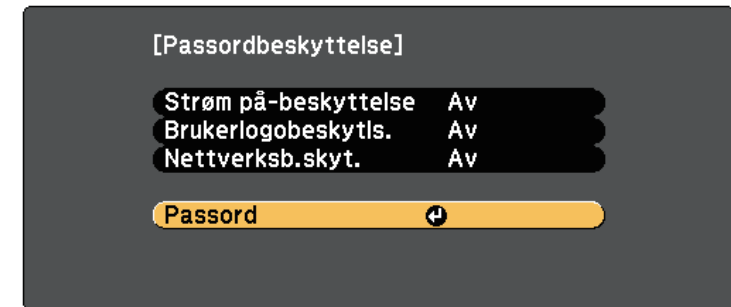 [Passordbeskyttelse]
Strøm på-beskyttelse Av
Brukerlogobeskytls. Av
Nettverksb.skyt. Av
Passord